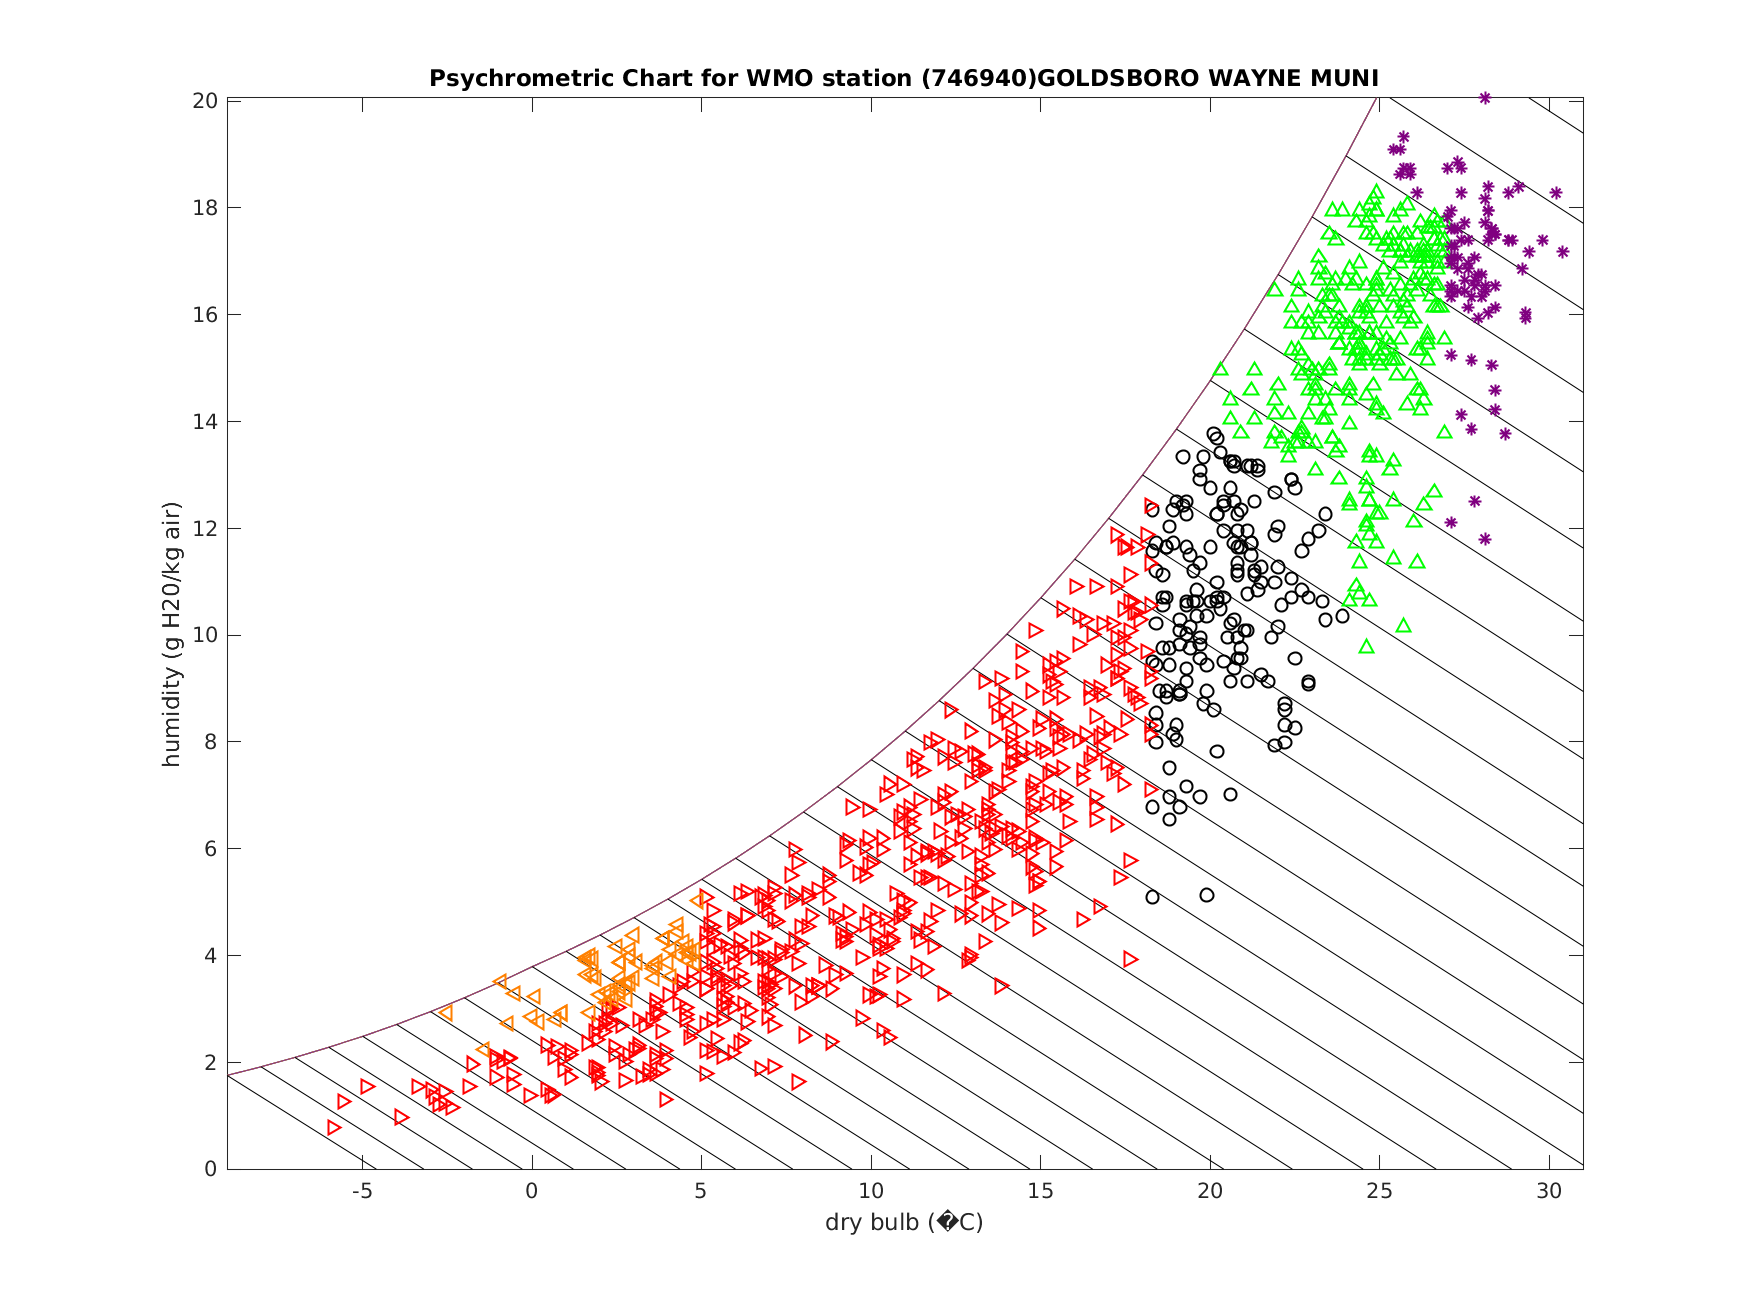 Psychrometric Chart for WMO station (746940)GOLDSBORO WAYNE MUNI
humidity (g H20/kg air)
20
18
16
14
12
10
8
6
4
2
0
-5 0 5 10 15 20 25 30
dry bulb (�C)